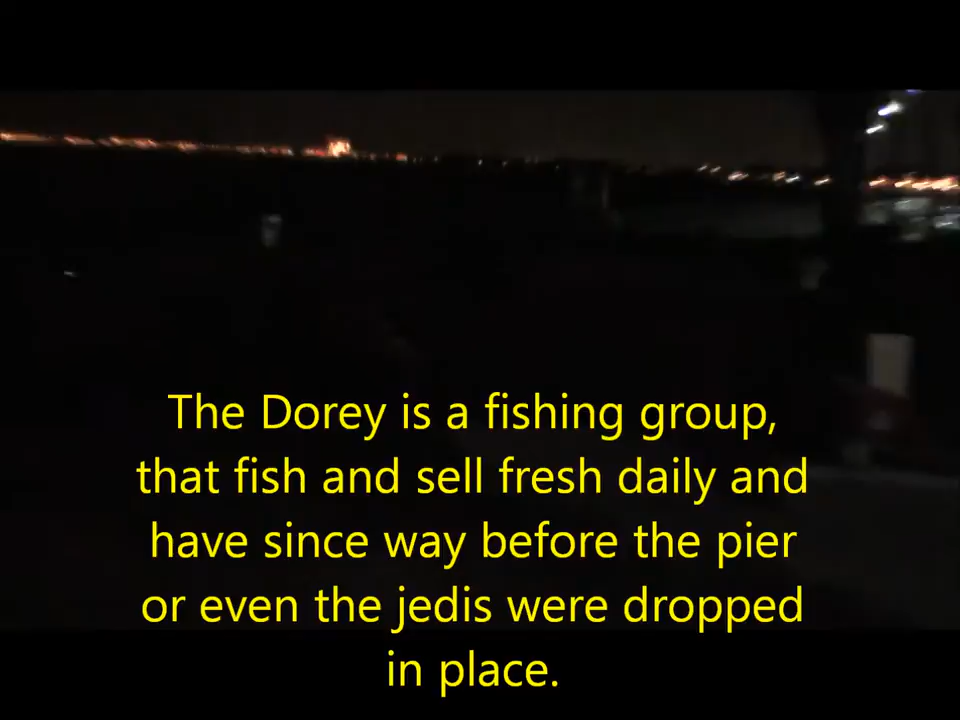 The Dorey is a fishing group,
that fish and sell fresh daily and
have since way before the pier
or even the jedis were dropped
in place.